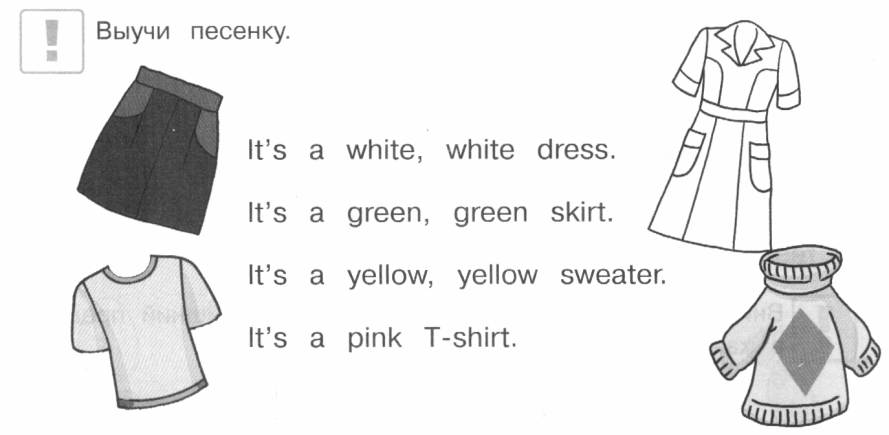 !
Выучи песенку.
It's a white, white dress.
It's a green, green skirt.
It's a yellow, yellow sweater.
It's a pink T-shirt.